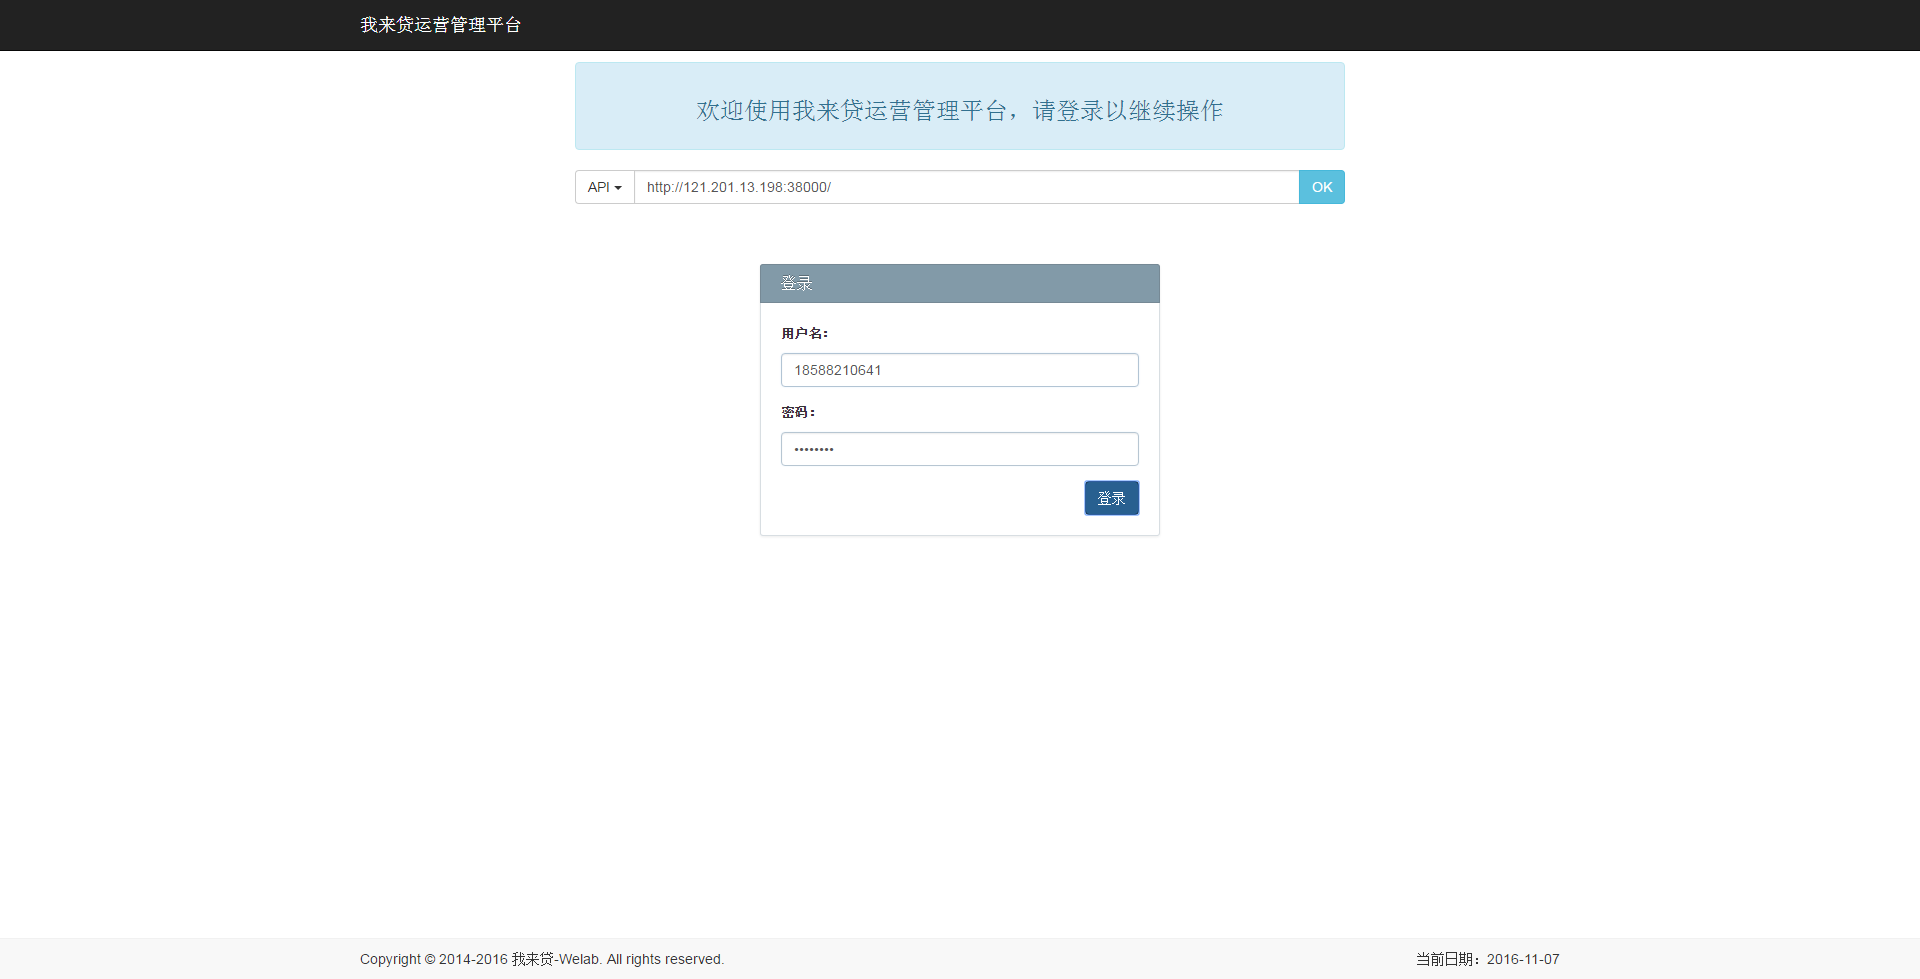 我来贷运营管理平台
欢迎使用我来贷运营管理平台，请登录以继续操作
API http://121.201.13.198:38000/ OK
登录
用户名：
18588210641
密码：
••••••••
登录
Copyright © 2014-2016 我来贷-Welab. All rights reserved. 当前日期：2016-11-07